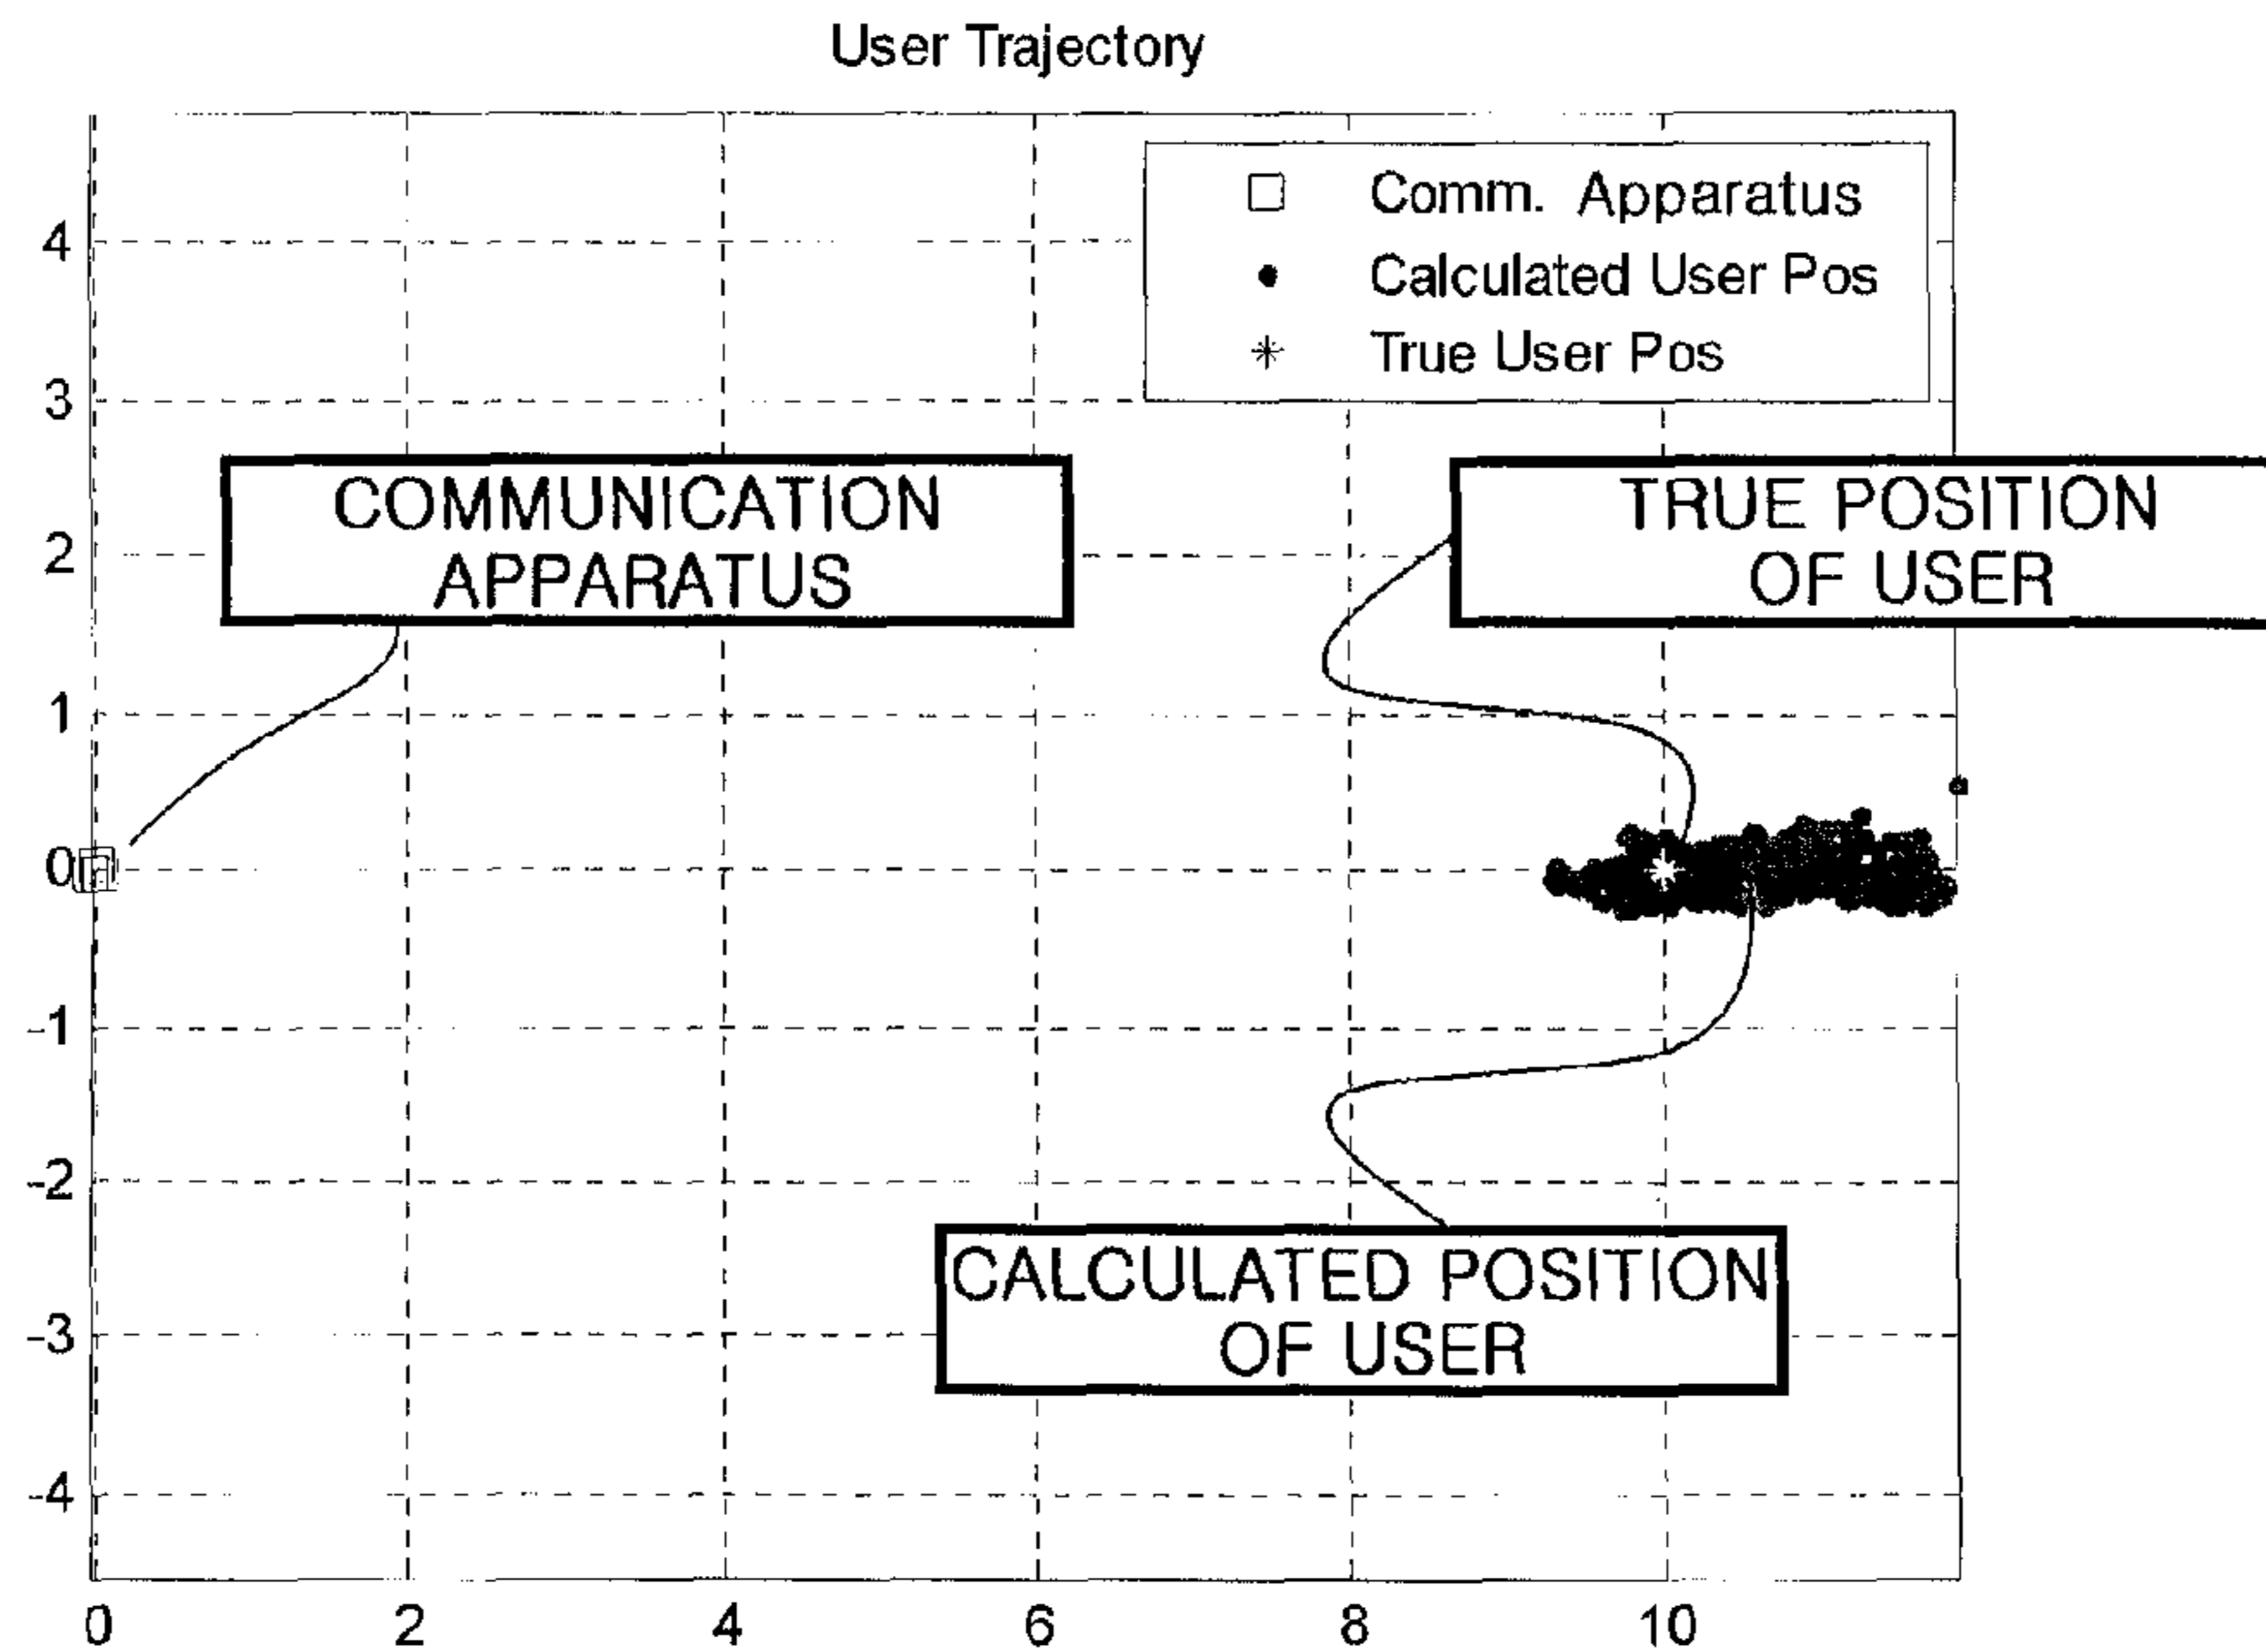 User Trajectory
Comm. Apparatus
Calculated User Pos
True User Pos
4
3
COMMUNICATION
APPARATUS
TRUE POSITION
OF USER
2
1
0
-1
-2
CALCULATED POSITION
OF USER
-3
-4
0 2 4 6 8 10